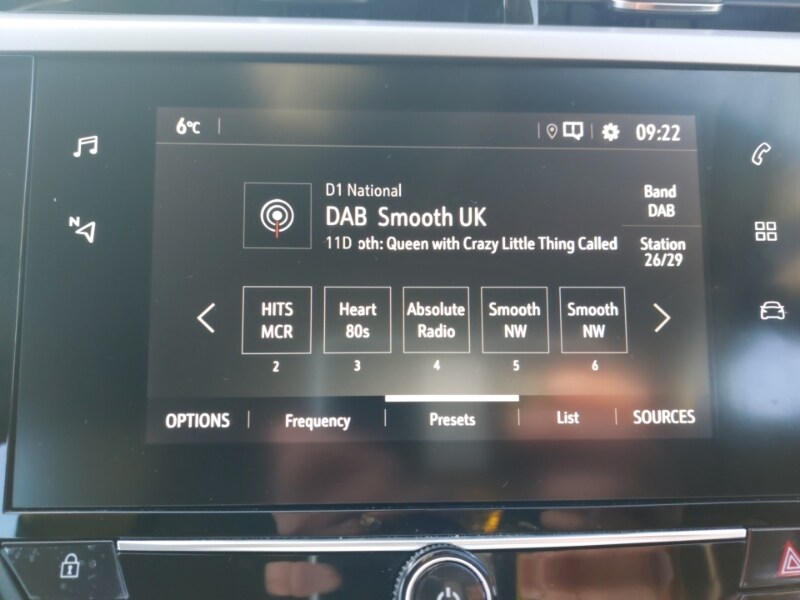 6°C
09:22
N
D1 National
DAB Smooth UK
11D oth: Queen with Crazy Little Thing Called
Band
DAB
Station
26/29
HITS
MCR
Heart
80s
Absolute
Radio
Smooth
NW
Smooth
NW
2
3
4
5
6
OPTIONS
Frequency
Presets
List
SOURCES